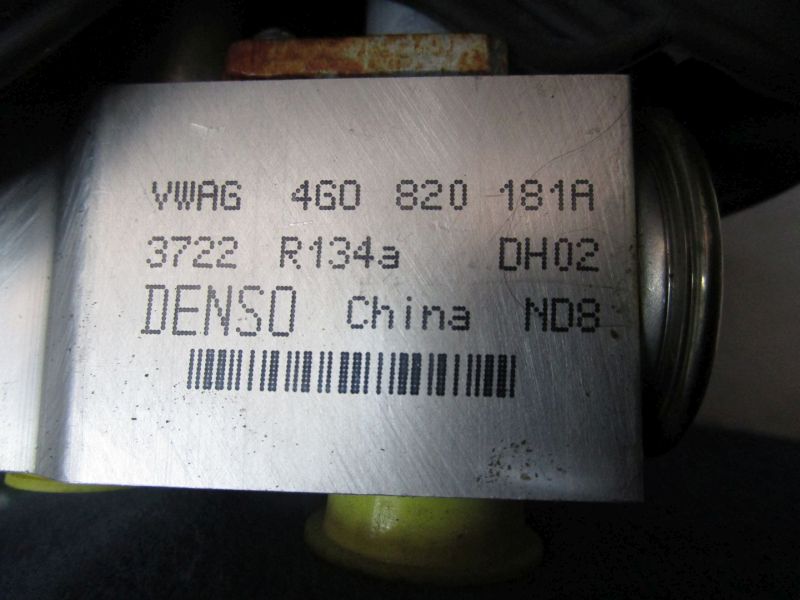 VWAG 4G0 820 181A
3722 R134a DH02
DENSO China ND8